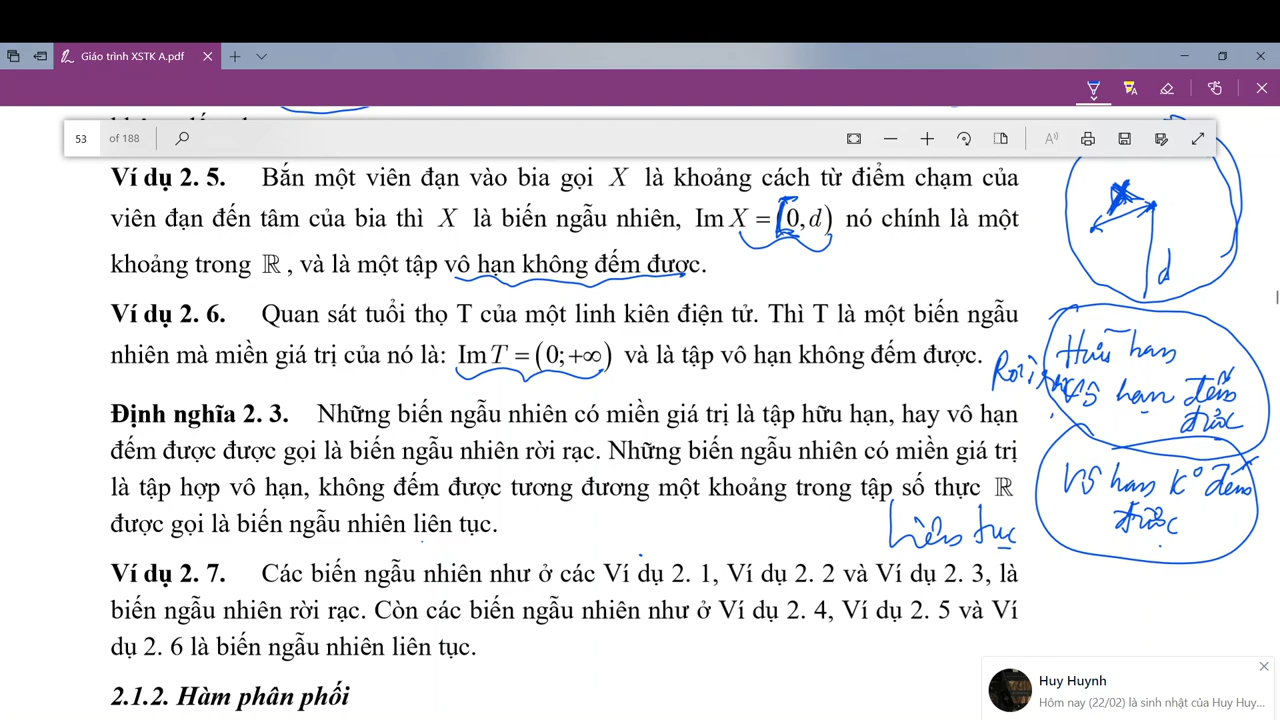 Giáo trình XSTK A.pdf
53 of 188
Ví dụ 2. 5. Bắn một viên đạn vào bia gọi X là khoảng cách từ điểm chạm của
viên đạn đến tâm của bia thì X là biến ngẫu nhiên, Im X = [0, d) nó chính là một
khoảng trong ℝ, và là một tập vô hạn không đếm được.
d
Ví dụ 2. 6. Quan sát tuổi thọ T của một linh kiên điện tử. Thì T là một biến ngẫu
nhiên mà miền giá trị của nó là: Im T = (0; +∞) và là tập vô hạn không đếm được.
Hữu hạn
Rời rạc
Vô hạn đếm
được
Định nghĩa 2. 3. Những biến ngẫu nhiên có miền giá trị là tập hữu hạn, hay vô hạn
đếm được được gọi là biến ngẫu nhiên rời rạc. Những biến ngẫu nhiên có miền giá trị
là tập hợp vô hạn, không đếm được tương đương một khoảng trong tập số thực ℝ
được gọi là biến ngẫu nhiên liên tục.
Vô hạn k° đếm
được
Liên tục
Ví dụ 2. 7. Các biến ngẫu nhiên như ở các Ví dụ 2. 1, Ví dụ 2. 2 và Ví dụ 2. 3, là
biến ngẫu nhiên rời rạc. Còn các biến ngẫu nhiên như ở Ví dụ 2. 4, Ví dụ 2. 5 và Ví
dụ 2. 6 là biến ngẫu nhiên liên tục.
2.1.2. Hàm phân phối
Huy Huynh
Hôm nay (22/02) là sinh nhật của Huy Huy...